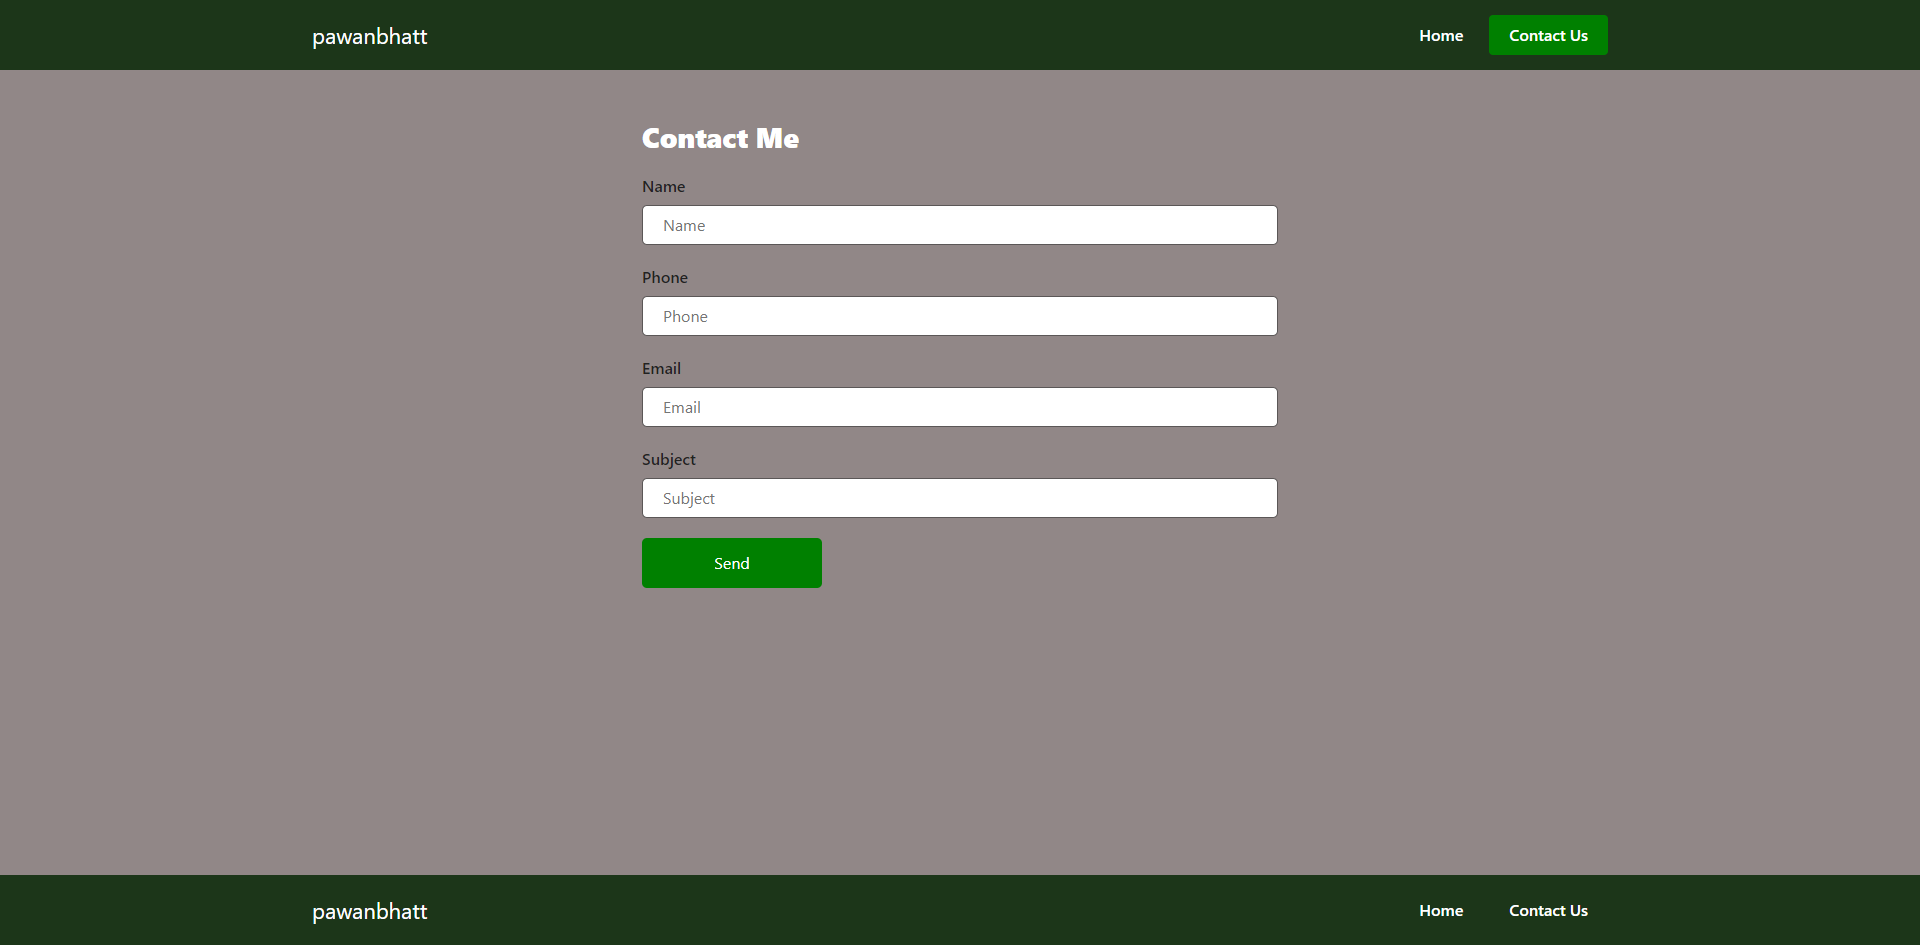 pawanbhatt Home Contact Us
Contact Me
Name
Name
Phone
Phone
Email
Email
Subject
Subject
Send
pawanbhatt Home Contact Us